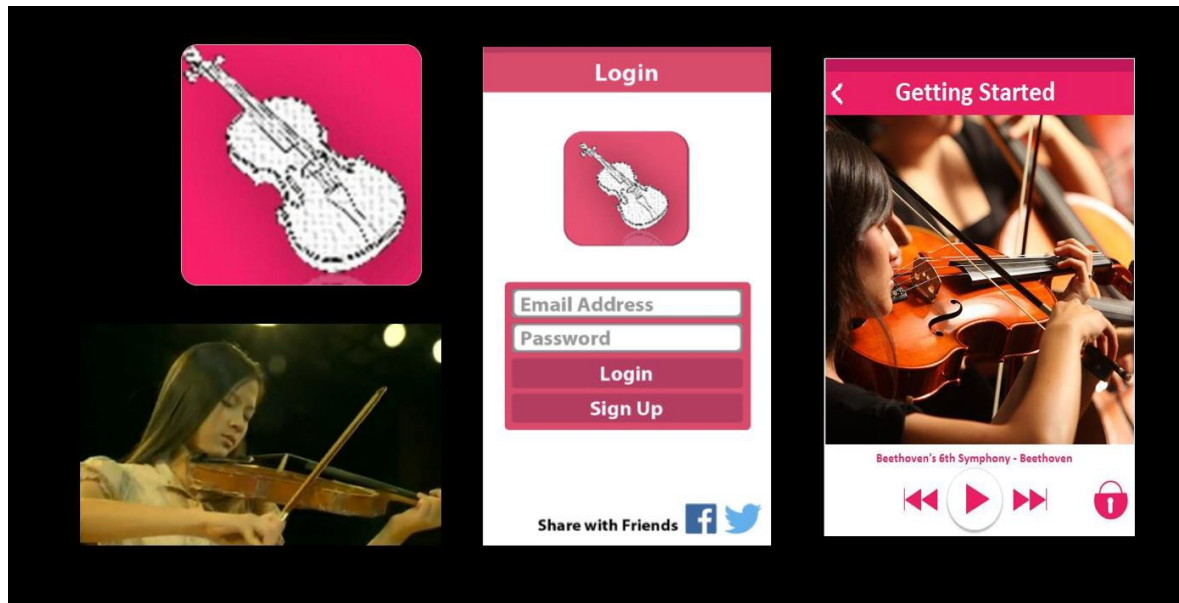 Login
Email Address
Password
Login
Sign Up
Share with Friends
Getting Started
Beethoven's 6th Symphony - Beethoven